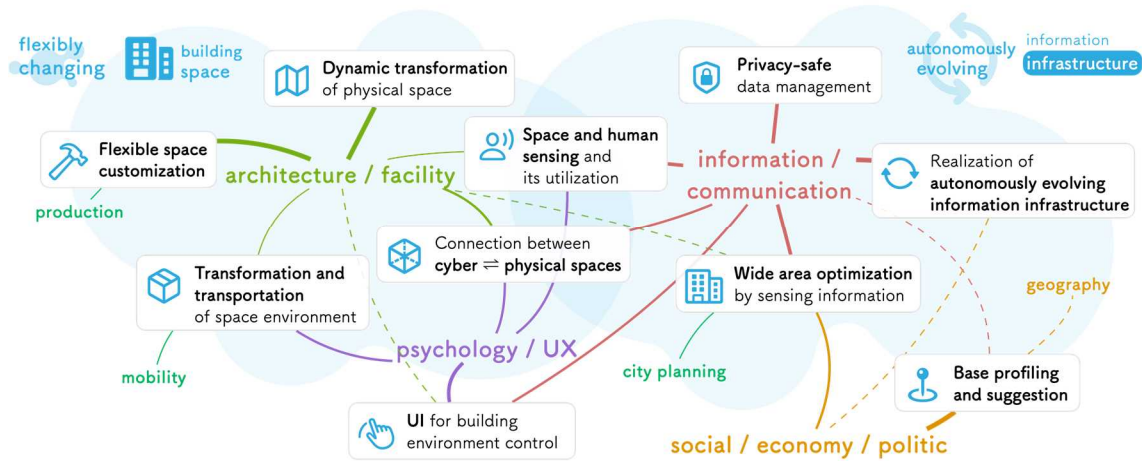 flexibly
changing
building
space
autonomously
evolving
information
infrastructure
Dynamic transformation
of physical space
Privacy-safe
data management
Flexible space
customization
Space and human
sensing and
its utilization
Realization of
autonomously evolving
information infrastructure
architecture / facility
information /
communication
production
Connection between
cyber ⇌ physical spaces
Transformation and
transportation
of space environment
Wide area optimization
by sensing information
geography
psychology / UX
mobility
city planning
Base profiling
and suggestion
UI for building
environment control
social / economy / politic